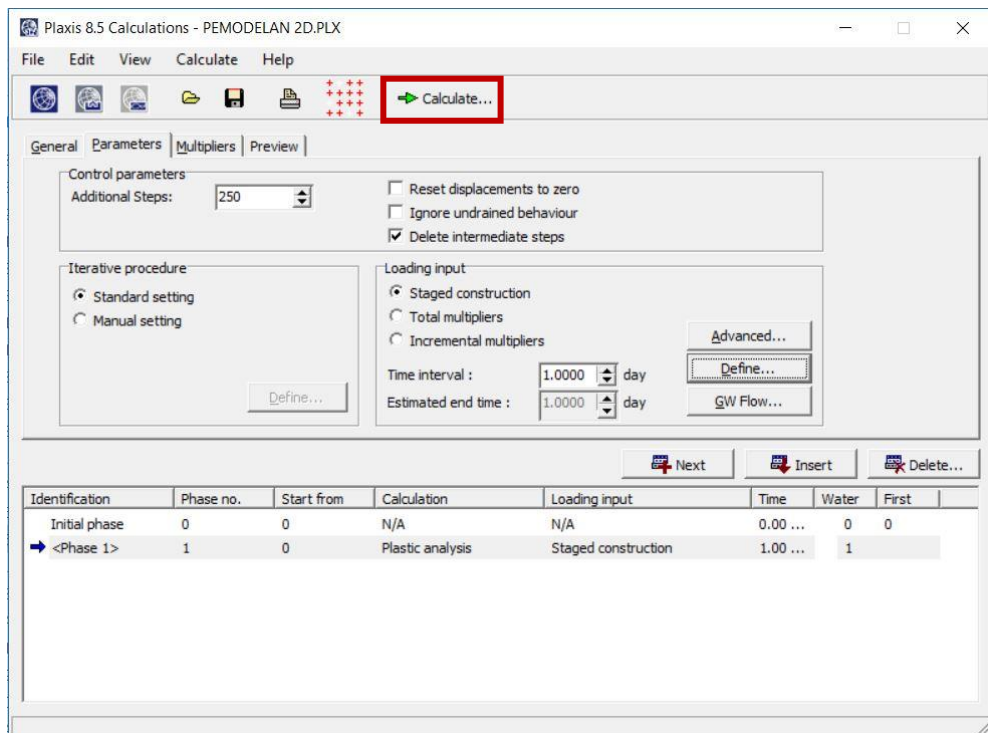 Plaxis 8.5 Calculations - PEMODELAN 2D.PLX
File Edit View Calculate Help
Calculate...
General Parameters Multipliers Preview
Control parameters
Additional Steps: 250
Reset displacements to zero
Ignore undrained behaviour
Delete intermediate steps
Iterative procedure
Standard setting
Manual setting
Define...
Loading input
Staged construction
Total multipliers
Incremental multipliers
Advanced...
Time interval : 1.0000 day
Define...
Estimated end time : 1.0000 day
GW Flow...
Next Insert Delete...
Identification Phase no. Start from Calculation Loading input Time Water First
Initial phase 0 0 N/A N/A 0.00 ... 0 0
<Phase 1> 1 0 Plastic analysis Staged construction 1.00 ... 1